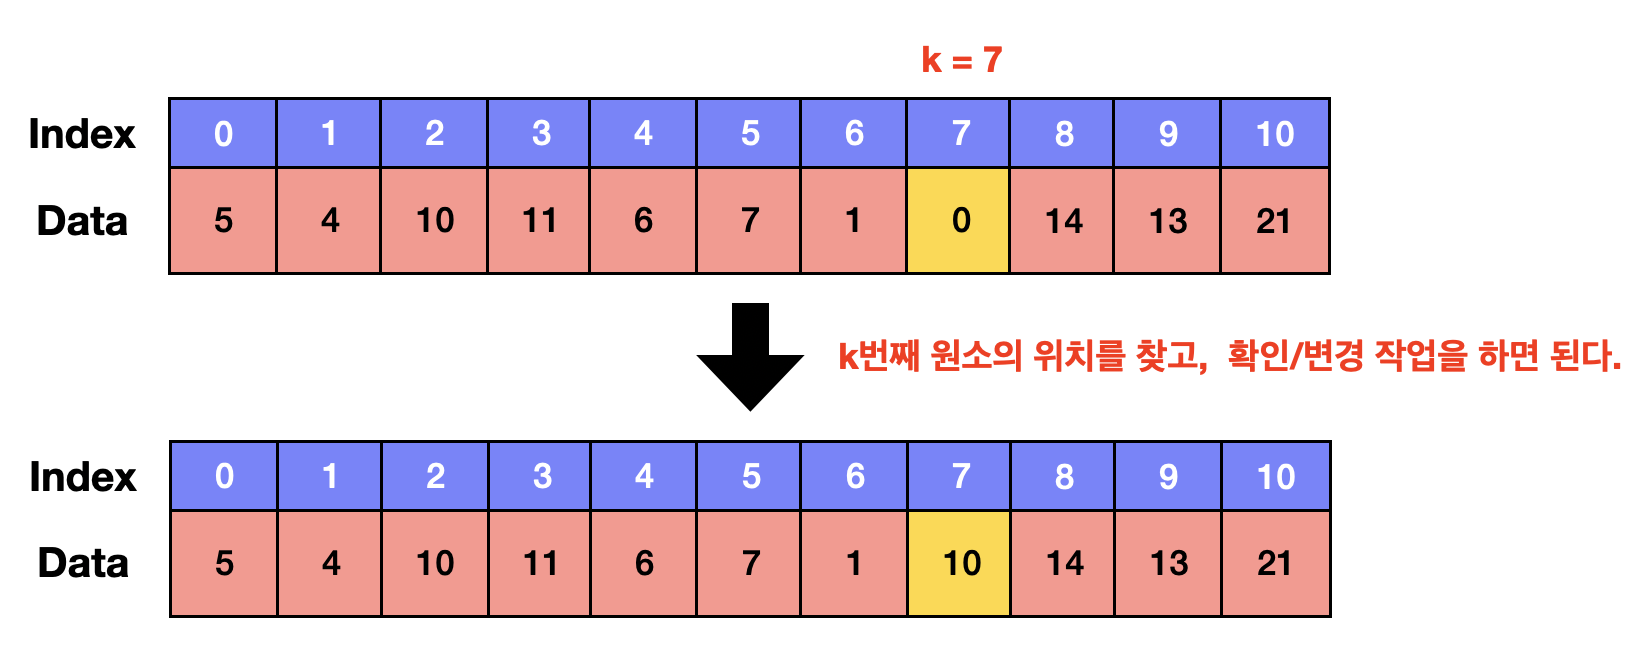 k = 7
Index 0 1 2 3 4 5 6 7 8 9 10
Data 5 4 10 11 6 7 1 0 14 13 21
k번째 원소의 위치를 찾고, 확인/변경 작업을 하면 된다.
Index 0 1 2 3 4 5 6 7 8 9 10
Data 5 4 10 11 6 7 1 10 14 13 21